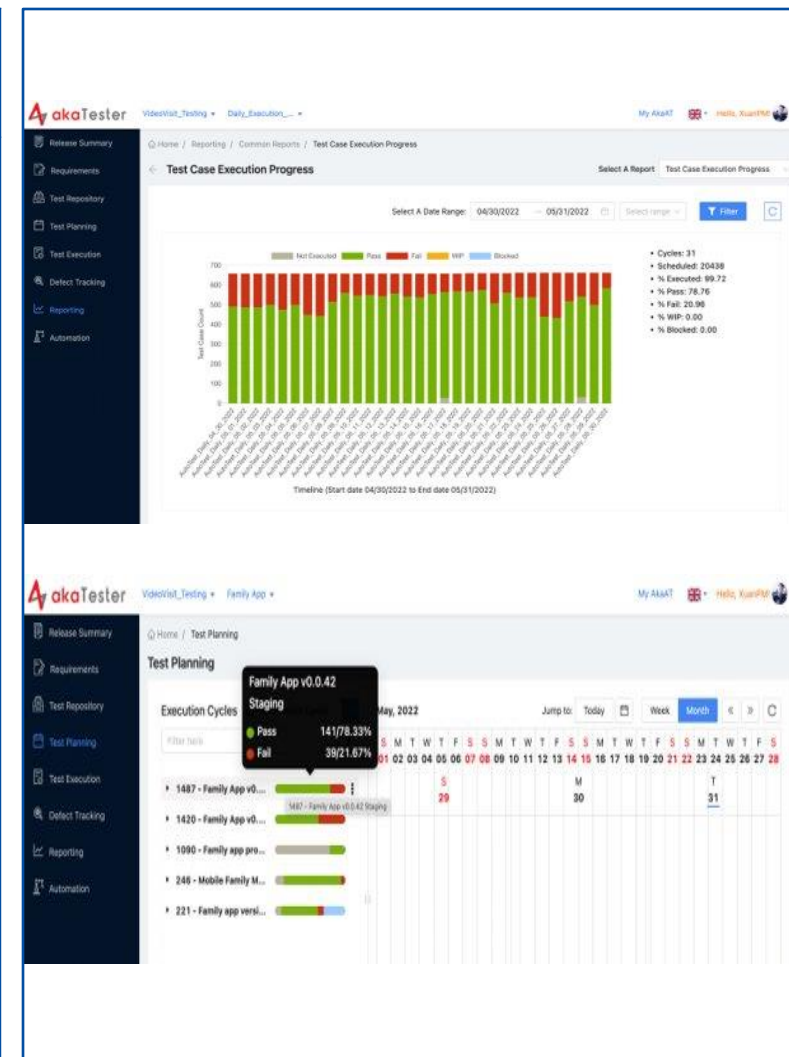 akaTester
VideoVisit_Testing
Daily_Execution_...
My AkaAT
Hello, XuanPM!
Release Summary
Requirements
Test Repository
Test Planning
Test Execution
Defect Tracking
Reporting
Automation
Home / Reporting / Common Reports / Test Case Execution Progress
Test Case Execution Progress
Select A Report
Test Case Execution Progress
Select A Date Range:
04/30/2022
05/31/2022
Select range
Filter
Not Executed
Pass
Fail
WIP
Blocked
Test Case Count
700
600
500
400
300
200
100
0
Timeline (Start date 04/30/2022 to End date 05/31/2022)
• Cycles: 31
• Scheduled: 20438
• % Executed: 99.72
• % Pass: 78.76
• % Fail: 20.96
• % WIP: 0.00
• % Blocked: 0.00
akaTester
VideoVisit_Testing
Family App
My AkaAT
Hello, XuanPM!
Release Summary
Requirements
Test Repository
Test Planning
Test Execution
Defect Tracking
Reporting
Automation
Home / Test Planning
Test Planning
Family App v0.0.42
Staging
Pass 141/78.33%
Fail 39/21.67%
Execution Cycles
May, 2022
Jump to:
Today
Week
Month
Filter here
S M T W T F S S M T W T F S S M T W T F S S M T W T F S
01 02 03 04 05 06 07 08 09 10 11 12 13 14 15 16 17 18 19 20 21 22 23 24 25 26 27 28
S M T
29 30 31
1487 - Family App v0....
1487 - Family App v0.0.42 Staging
1420 - Family App v0....
1090 - Family app pro...
246 - Mobile Family M...
221 - Family app versi...